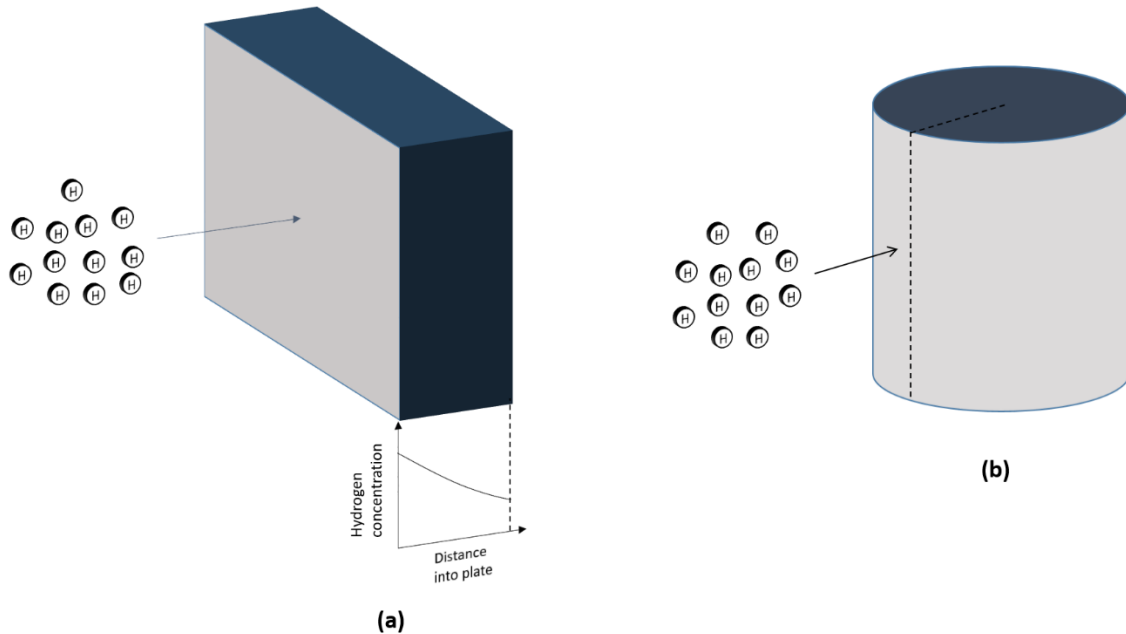 H
H H H H
H H H H
H H H
Hydrogen
concentration
Distance
into plate
(a)
H H
H H H H
H H H H
H H
(b)